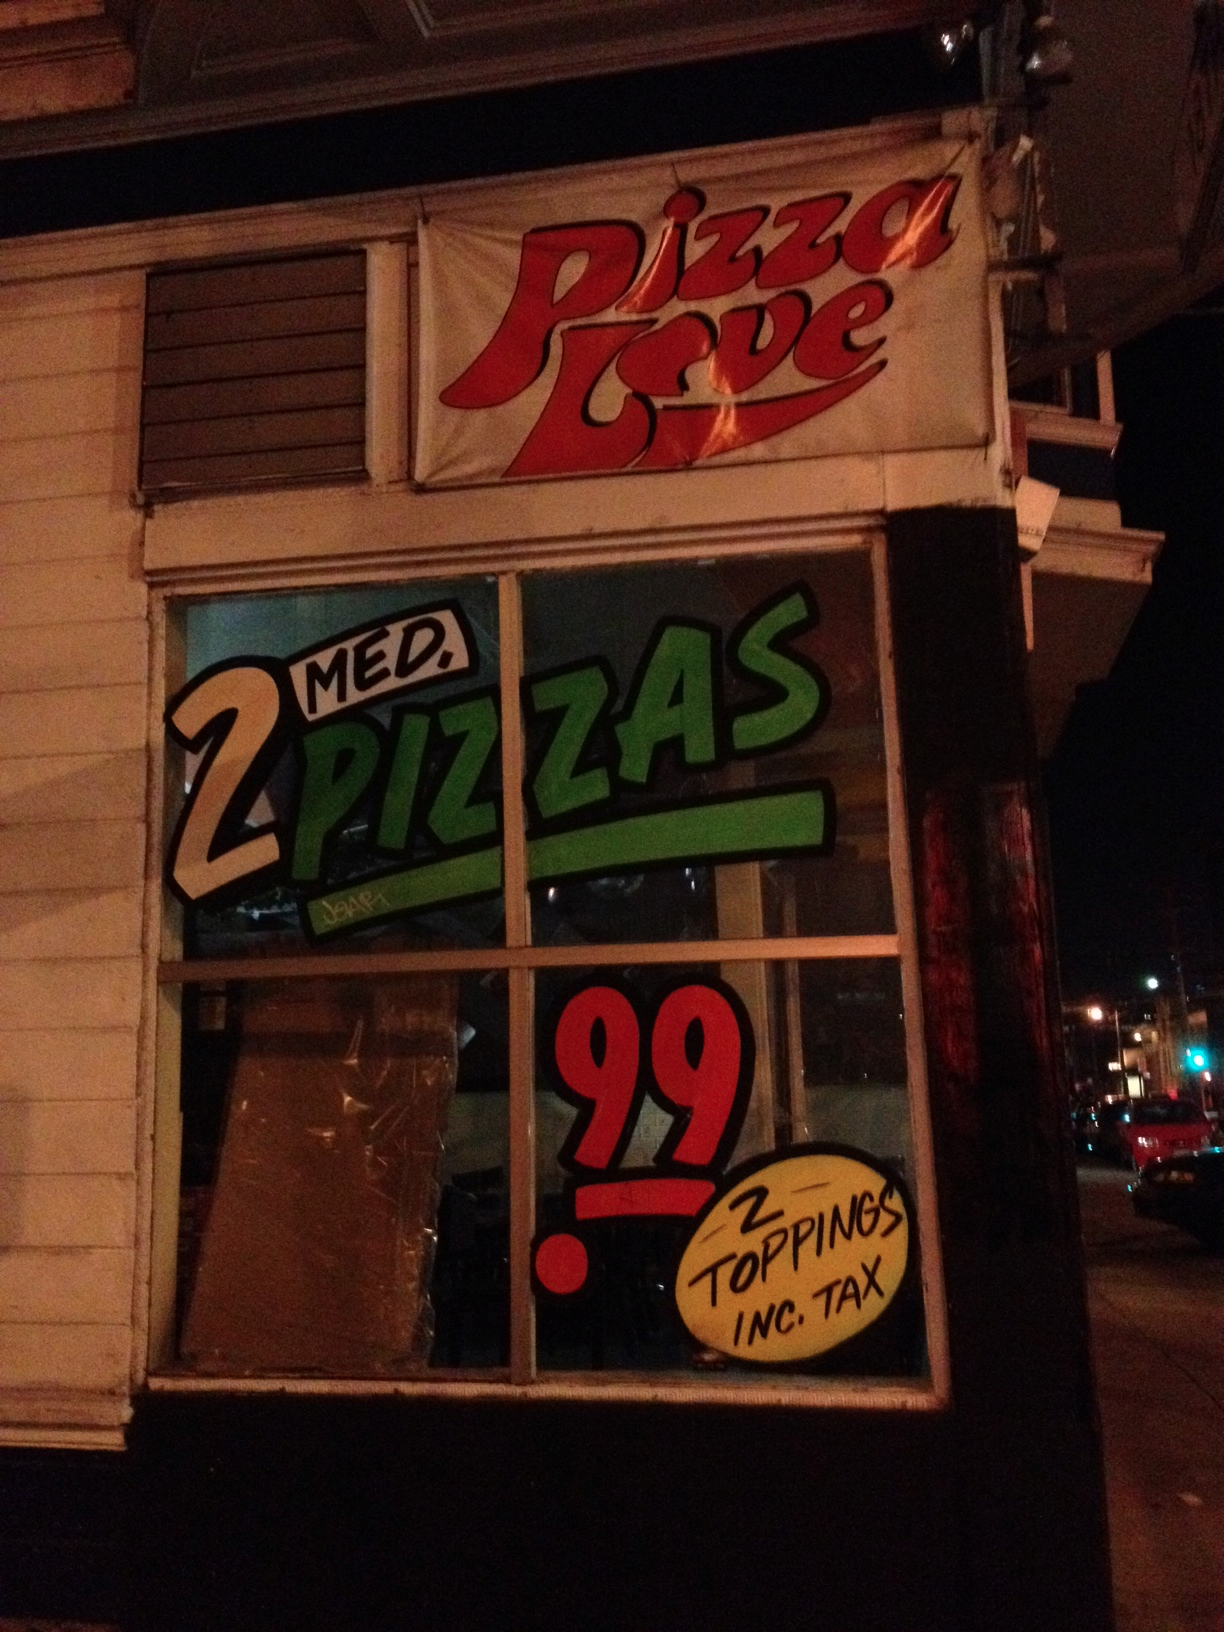 Pizza
Love
2 MED.
PIZZAS
.99
2
TOPPINGS
INC. TAX